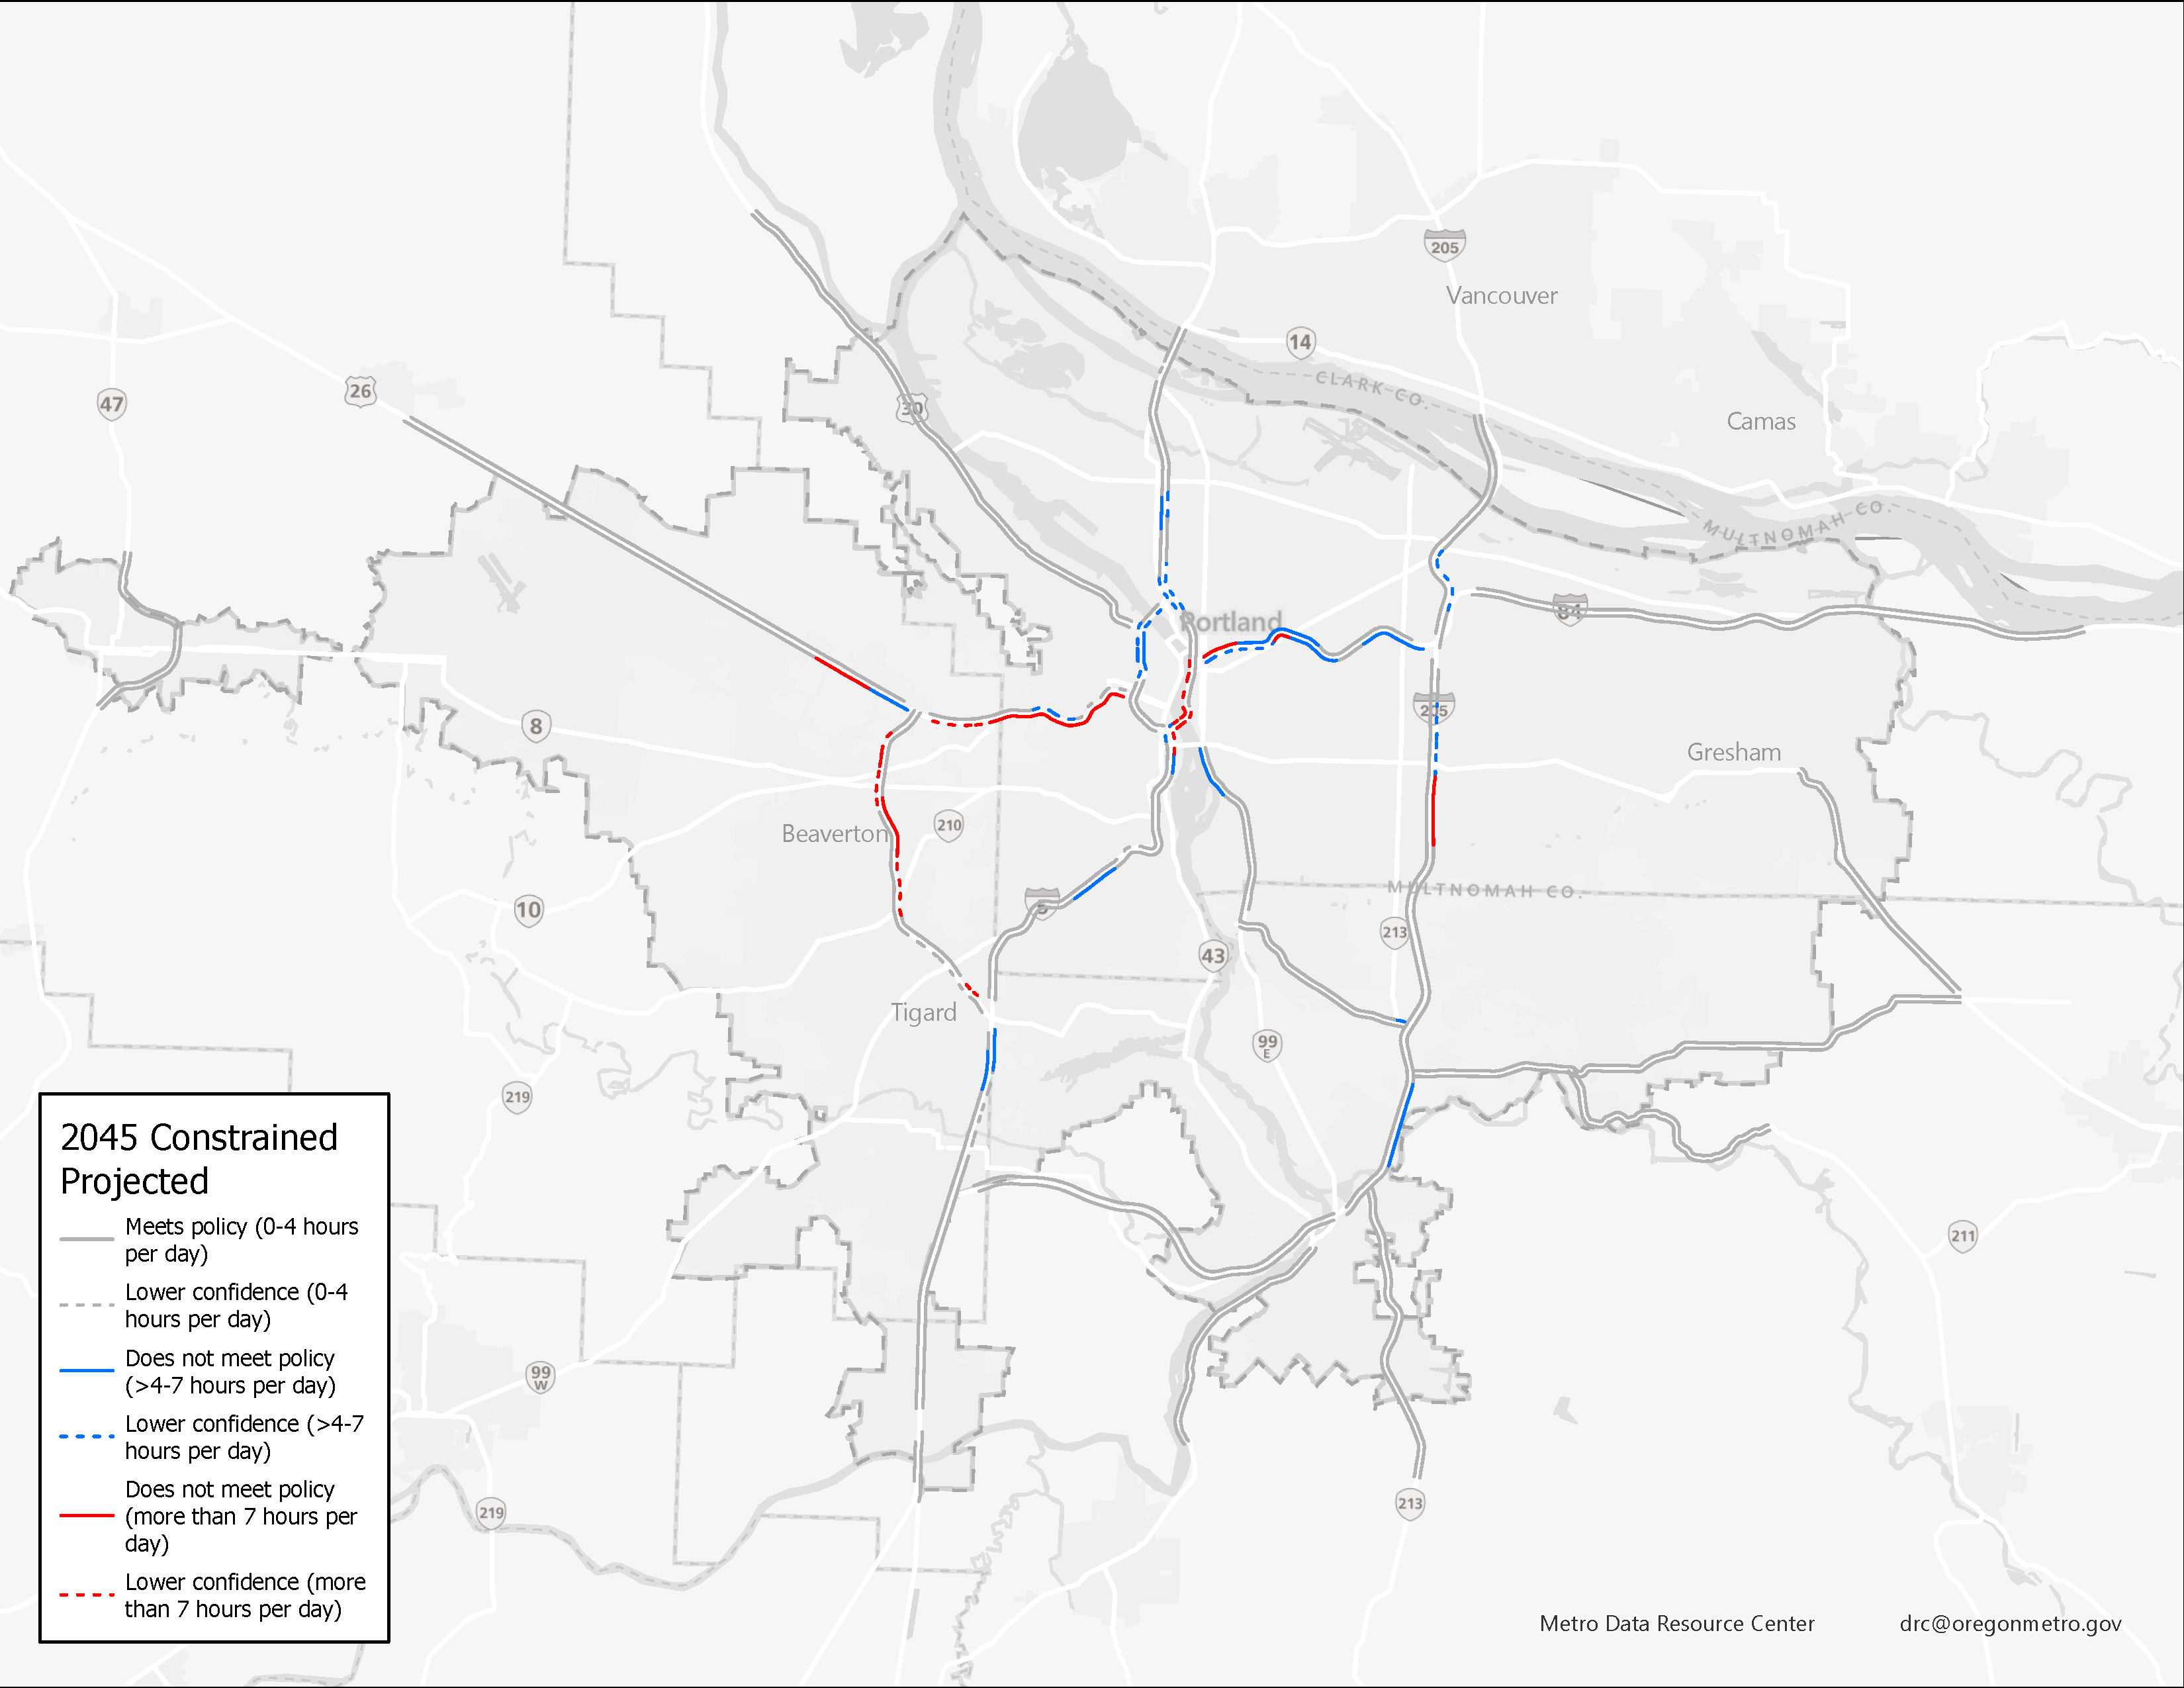 205
Vancouver
14
CLARK CO.
26
47
30
Camas
MULTNOMAH CO.
Portland
84
205
8
Gresham
Beaverton
210
MULTNOMAH CO.
5
10
213
43
Tigard
99
E
219
2045 Constrained
Projected
Meets policy (0-4 hours
per day)
Lower confidence (0-4
hours per day)
Does not meet policy
(>4-7 hours per day)
Lower confidence (>4-7
hours per day)
Does not meet policy
(more than 7 hours per
day)
Lower confidence (more
than 7 hours per day)
211
99
W
219
213
Metro Data Resource Center
drc@oregonmetro.gov